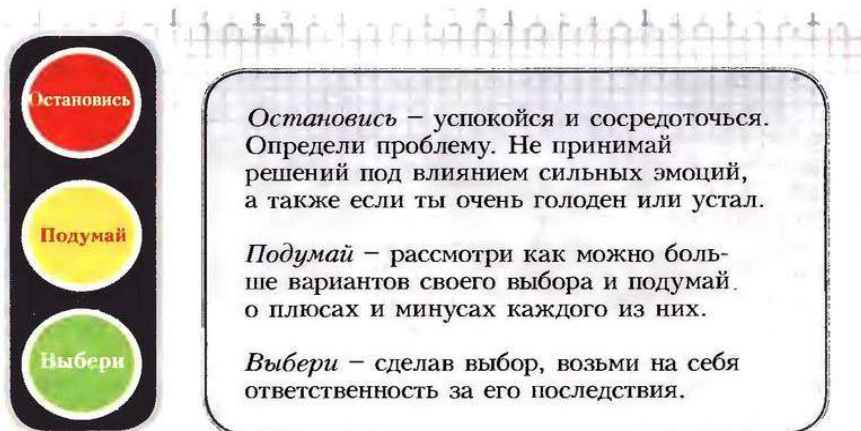 Остановись
Подумай
Выбери
Остановись – успокойся и сосредоточься.
Определи проблему. Не принимай
решений под влиянием сильных эмоций,
а также если ты очень голоден или устал.
Подумай – рассмотри как можно боль-
ше вариантов своего выбора и подумай
о плюсах и минусах каждого из них.
Выбери – сделав выбор, возьми на себя
ответственность за его последствия.